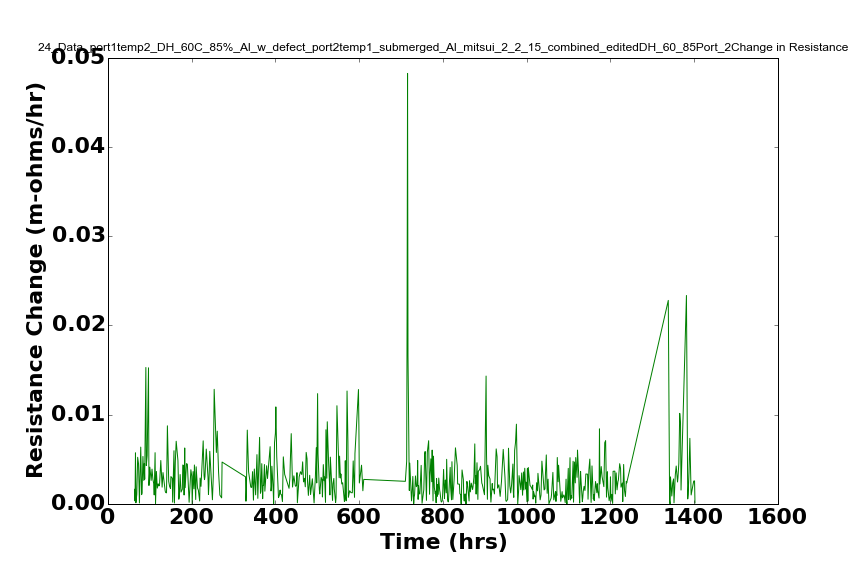 24_Data_port1temp2_DH_60C_85%_Al_w_defect_port2temp1_submerged_Al_mitsui_2_2_15_combined_editedDH_60_85Port_2Change in Resistance
0.05
0.04
0.03
0.02
0.01
0.00
Resistance Change (m-ohms/hr)
0 200 400 600 800 1000 1200 1400 1600
Time (hrs)